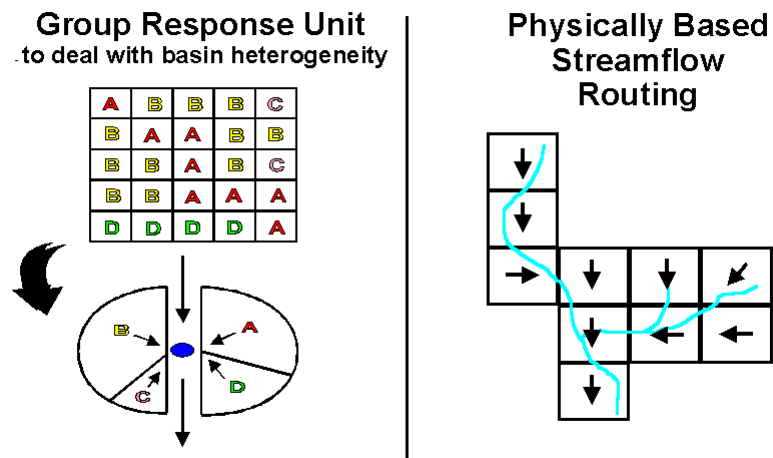 Group Response Unit
to deal with basin heterogeneity
A B B B C
B A A B B
B B A B C
B B A A A
D D D D A
B A
C D
Physically Based
Streamflow
Routing